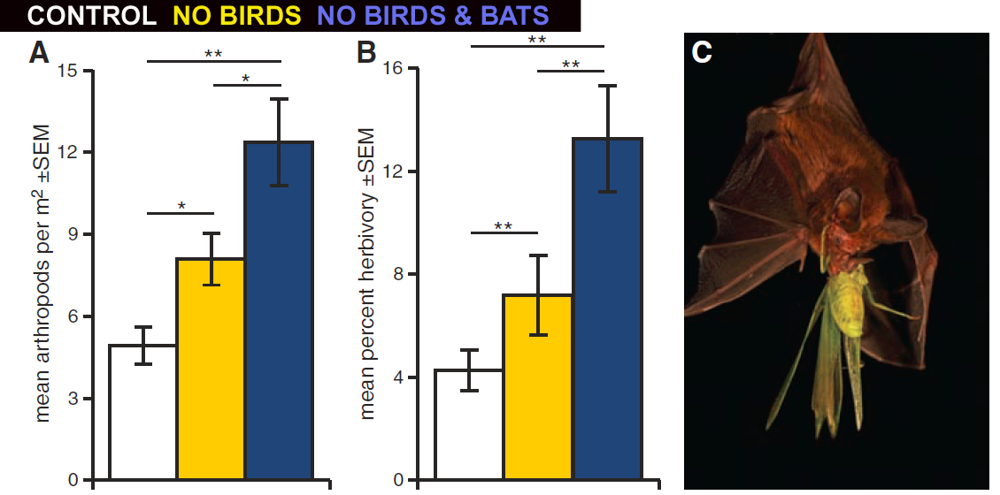 CONTROL NO BIRDS NO BIRDS & BATS
A
mean arthropods per m² ±SEM
15
12
9
6
3
0
**
*
*
B
mean percent herbivory ±SEM
16
12
8
4
0
**
**
**
C